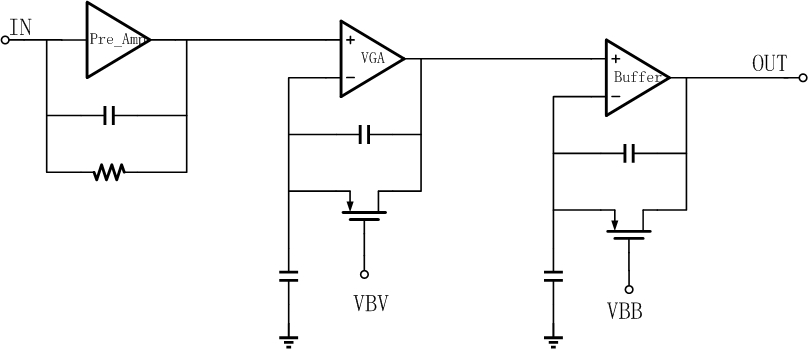 IN
Pre_Amp
VGA
Buffer
OUT
VBV
VBB